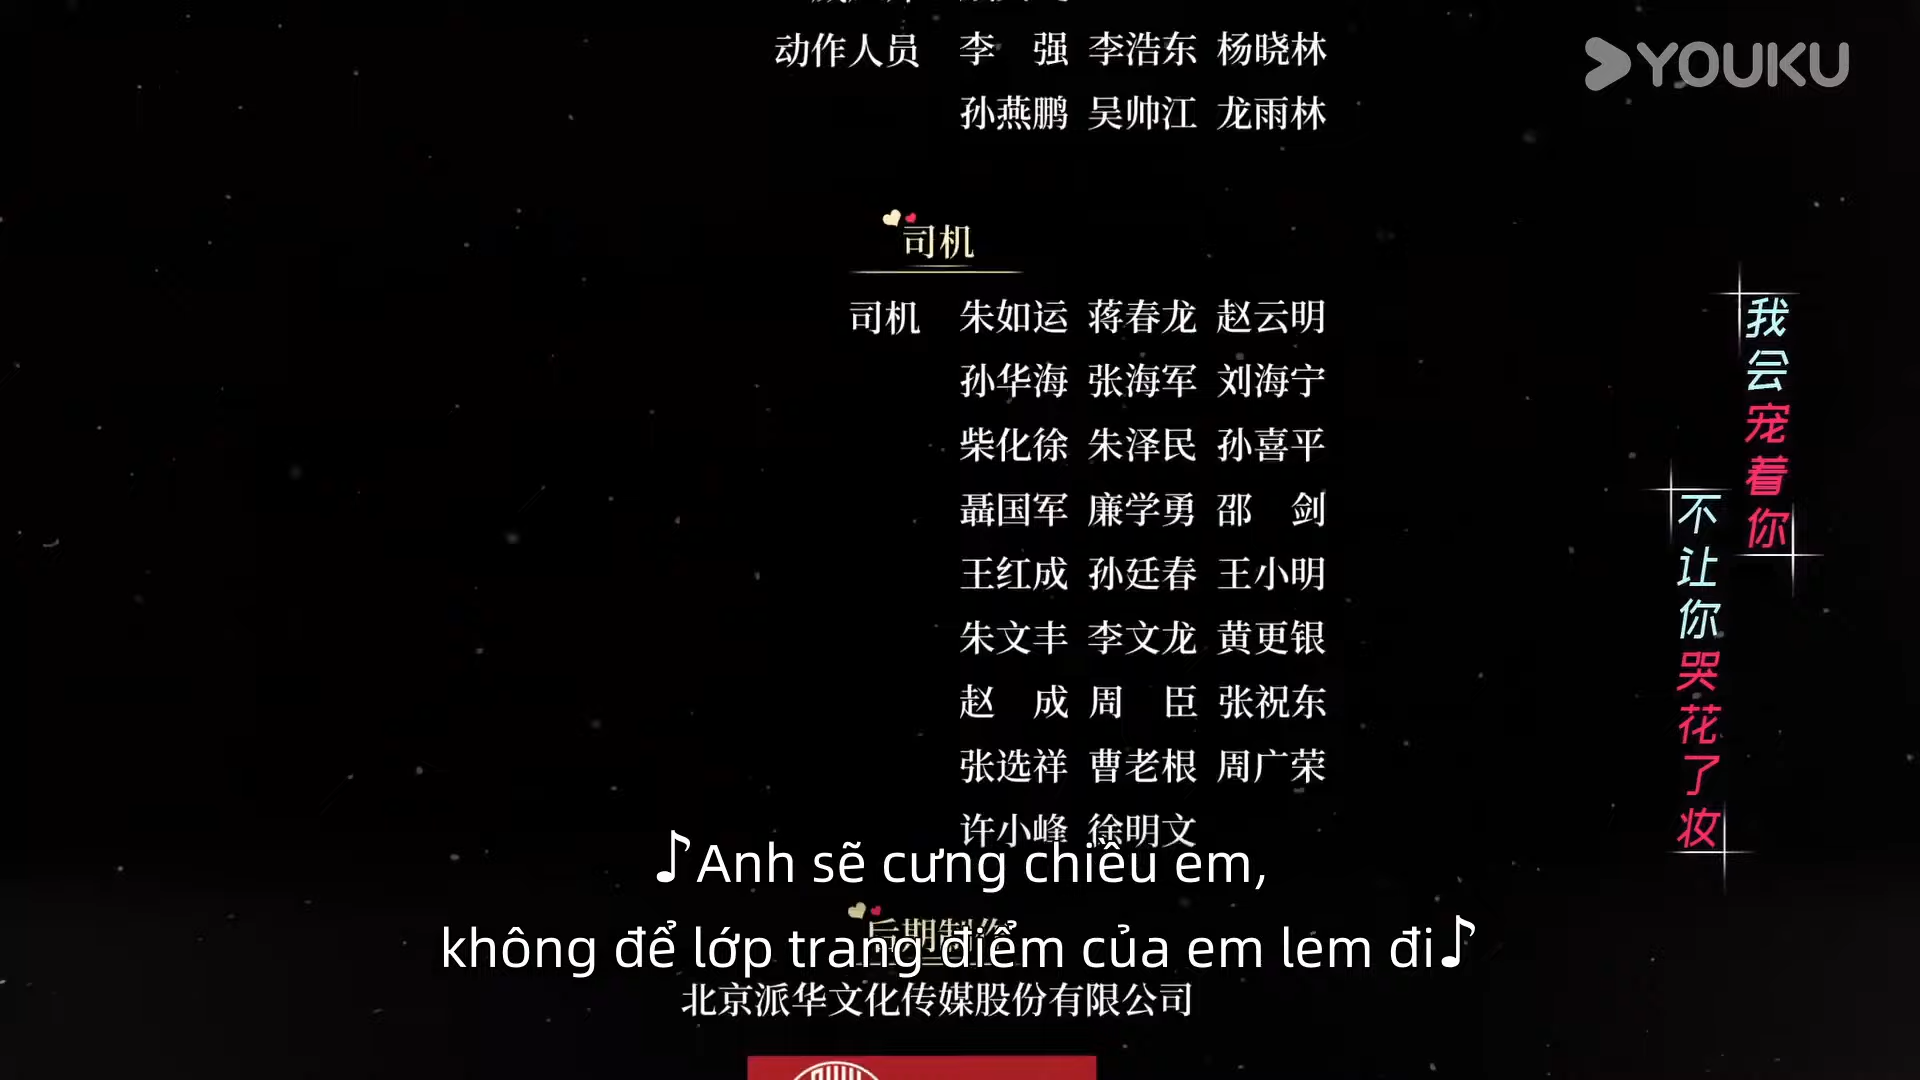 动作人员 李 强 李浩东 杨晓林
孙燕鹏 吴帅江 龙雨林
YOUKU
司机
司机 朱如运 蒋春龙 赵云明
孙华海 张海军 刘海宁
柴化徐 朱泽民 孙喜平
聂国军 廉学勇 邵 剑
王红成 孙廷春 王小明
朱文丰 李文龙 黄更银
赵 成 周 臣 张祝东
张选祥 曹老根 周广荣
许小峰 徐明文
我会宠着你
不让你哭花了妆
♪Anh sẽ cưng chiều em,
không để lớp trang điểm của em lem đi♪
后期制作
北京派华文化传媒股份有限公司